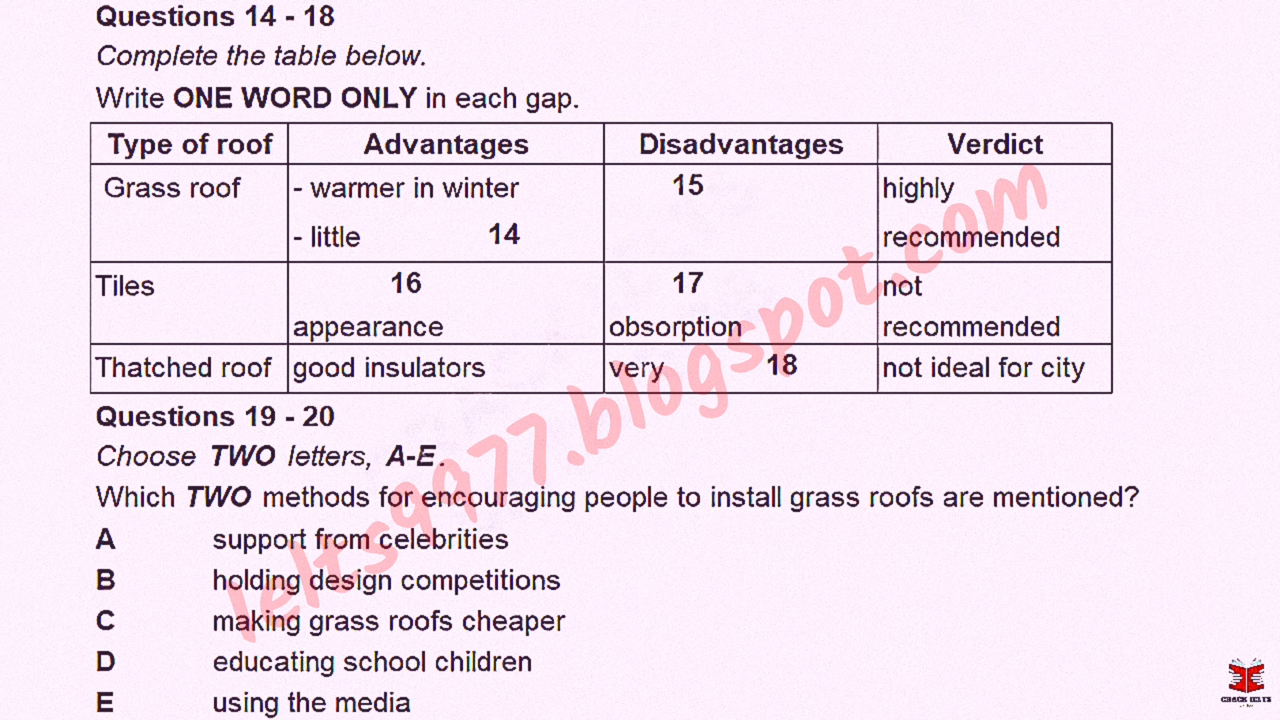 Questions 14 - 18
Complete the table below.
Write ONE WORD ONLY in each gap.
Type of roof Advantages Disadvantages Verdict
Grass roof - warmer in winter 15 highly
- little 14 recommended
Tiles 16 17 not
appearance obsorption recommended
Thatched roof good insulators very 18 not ideal for city
Questions 19 - 20
Choose TWO letters, A-E.
Which TWO methods for encouraging people to install grass roofs are mentioned?
A support from celebrities
B holding design competitions
C making grass roofs cheaper
D educating school children
E using the media
Ielts9977.blogspot.com
CRACK IELTS